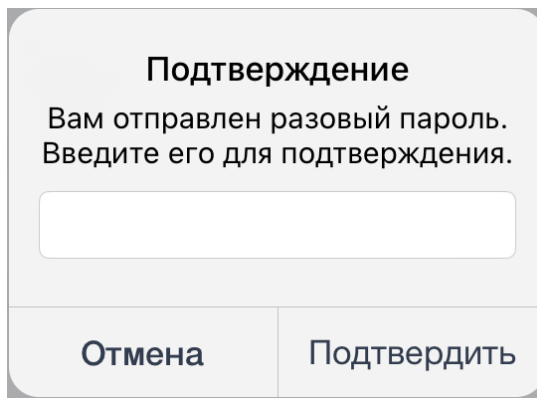 Подтверждение
Вам отправлен разовый пароль.
Введите его для подтверждения.
Отмена
Подтвердить